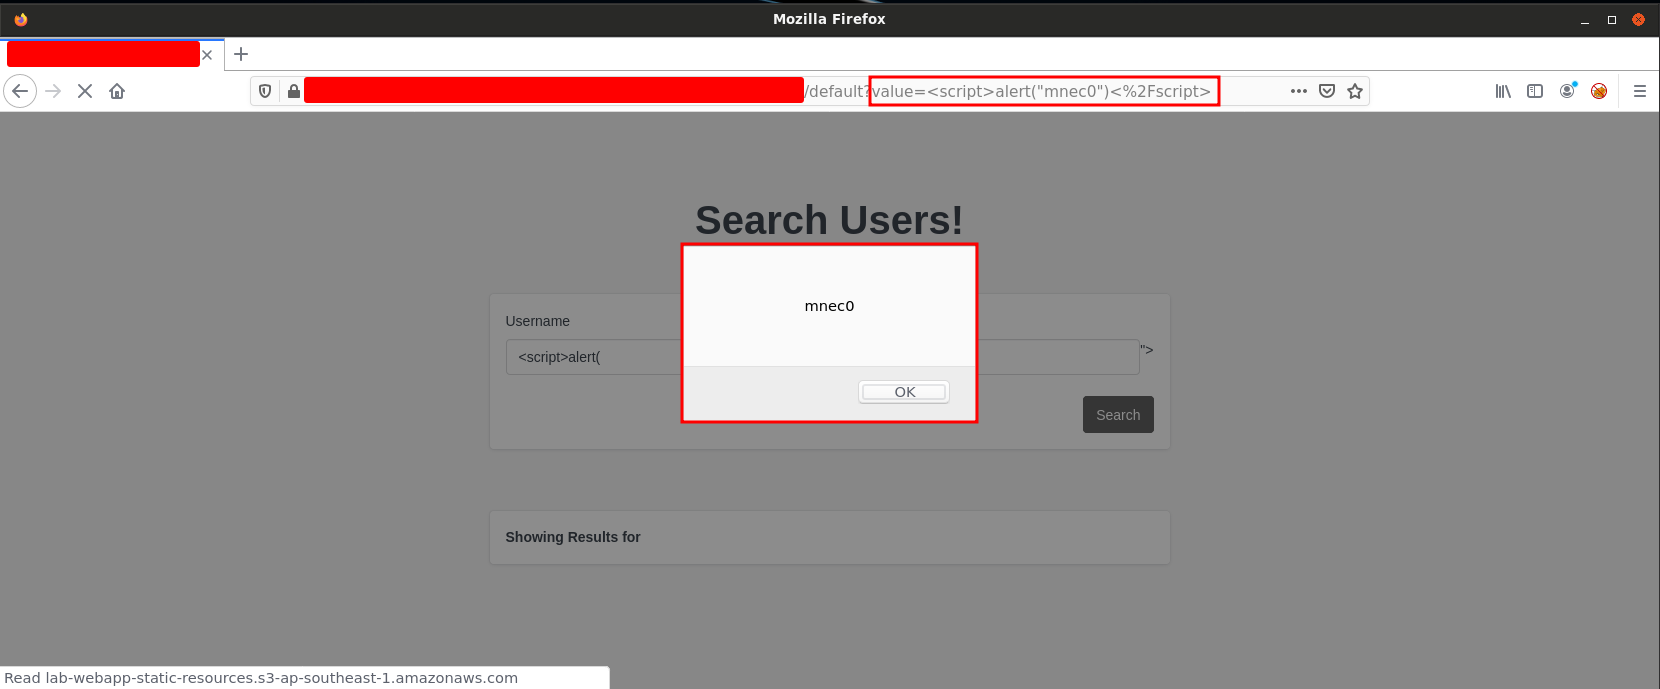 Mozilla Firefox
/default?value=<script>alert("mnec0")<%2Fscript>
Search Users!
mnec0
Username
<script>alert(
">
OK
Search
Showing Results for
Read lab-webapp-static-resources.s3-ap-southeast-1.amazonaws.com